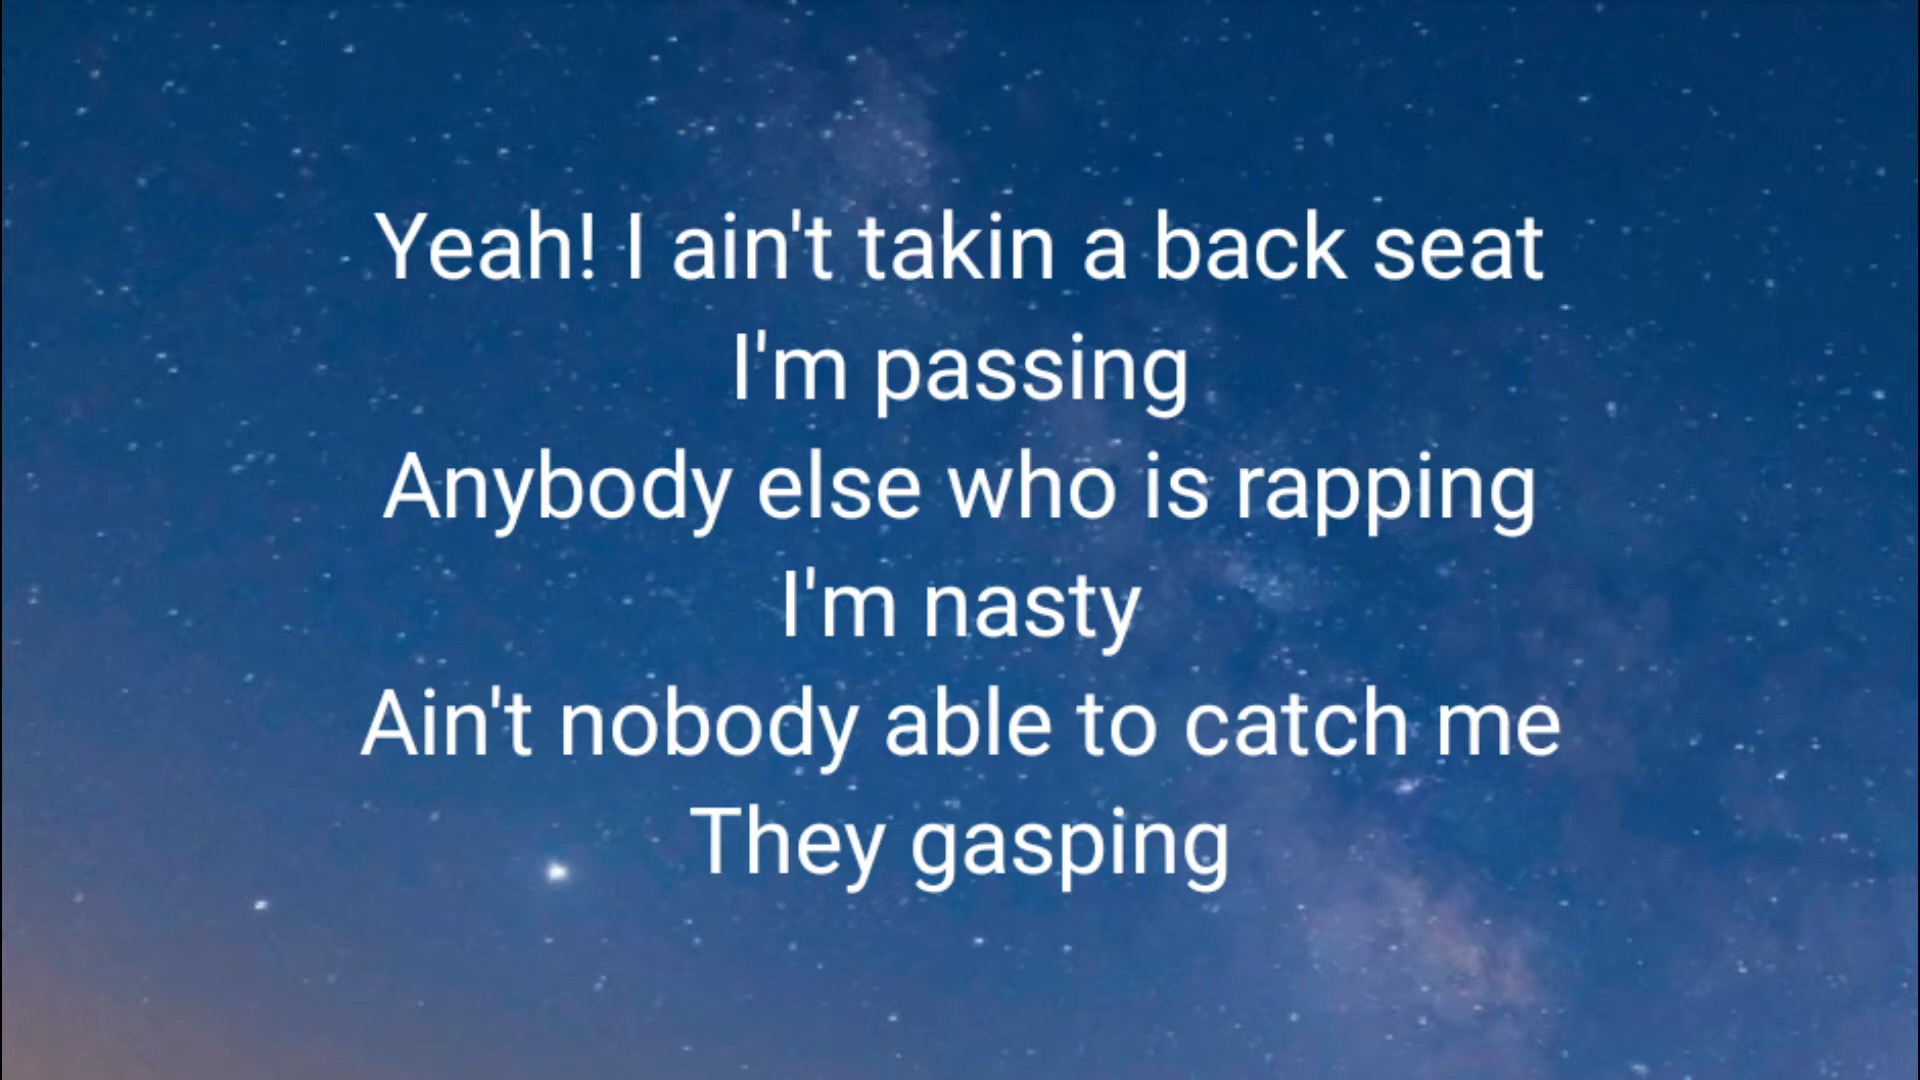 Yeah! I ain't takin a back seat
I'm passing
Anybody else who is rapping
I'm nasty
Ain't nobody able to catch me
They gasping